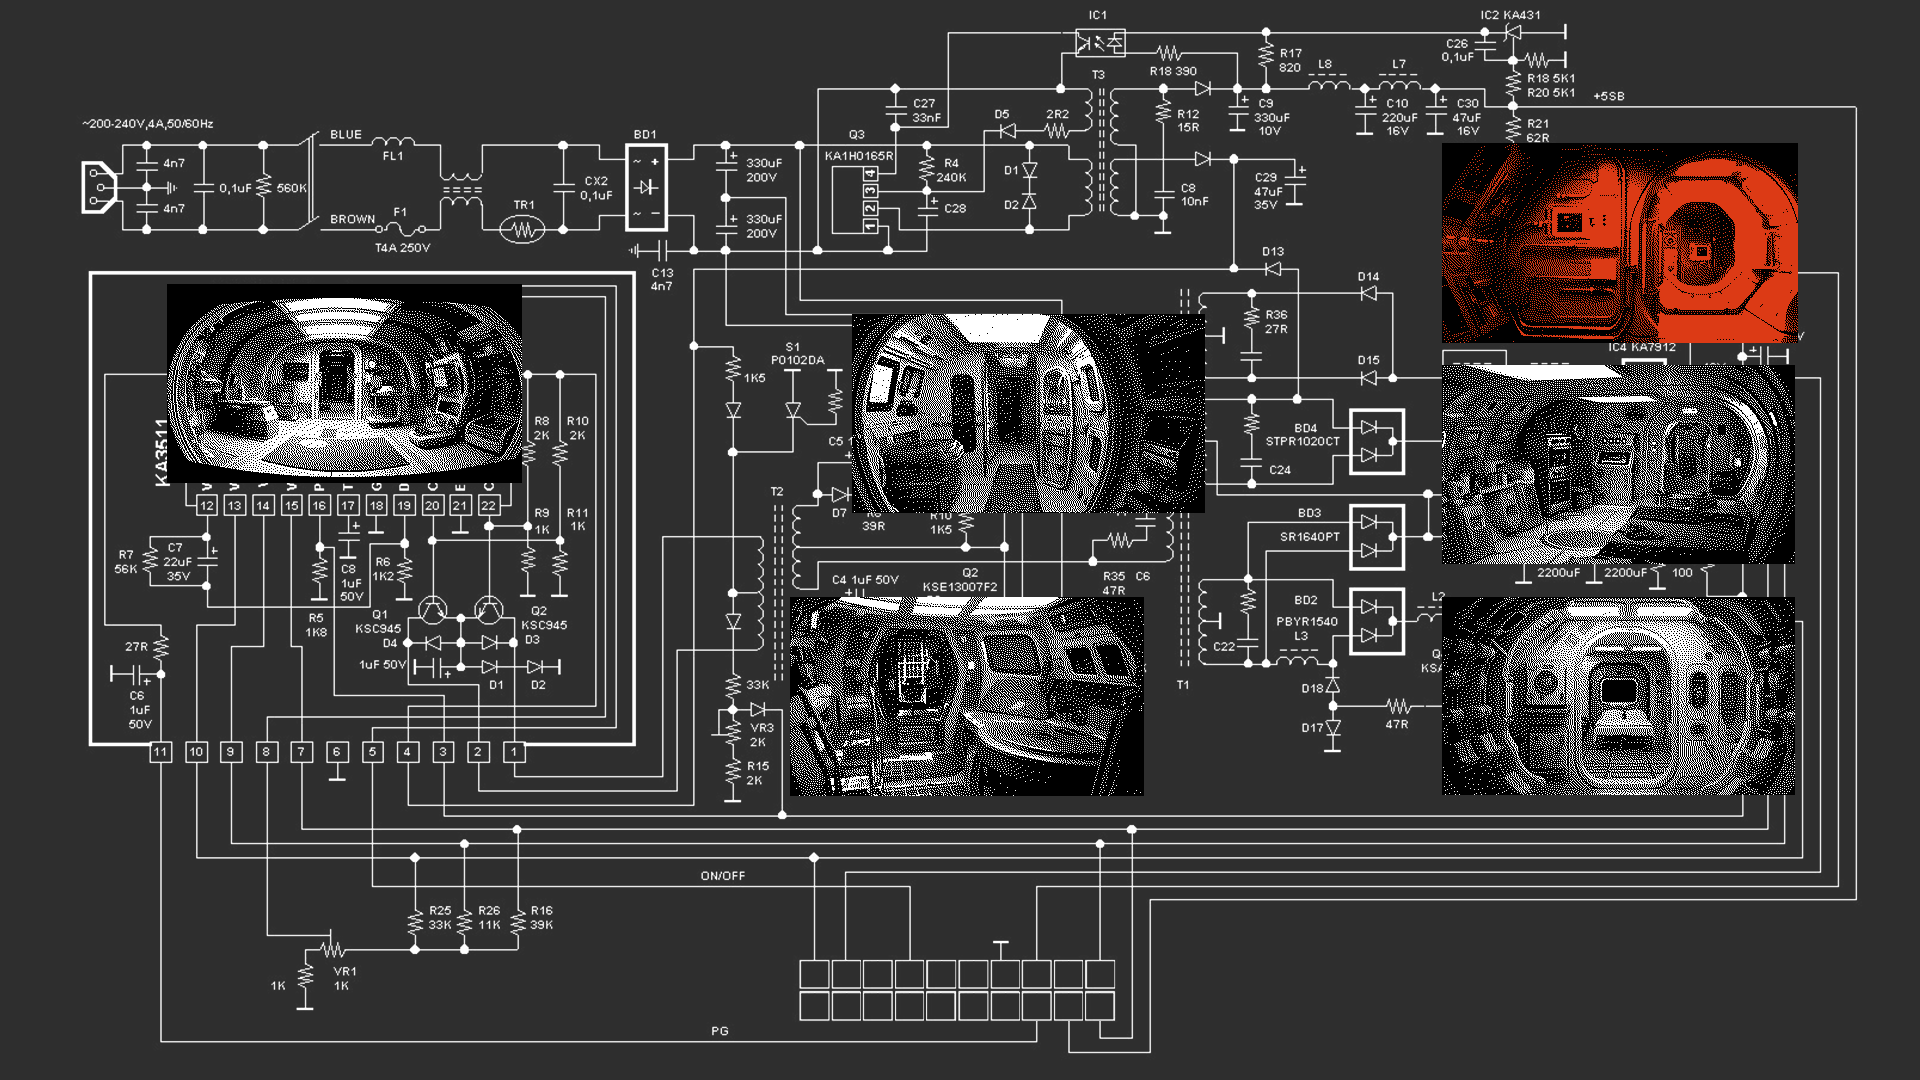 IC1
IC2 KA431
C26
0,1uF
R17
820
L8
L7
R18 390
T3
R18 5K1
R20 5K1
+5SB
C27
33nF
D5
2R2
R12
15R
C9
330uF
10V
C10
220uF
16V
C30
47uF
16V
R21
62R
~200-240V,4A,50/60Hz
BLUE
FL1
BD1
Q3
KA1H0165R
4n7
0,1uF
560K
CX2
0,1uF
~ +
~ −
330uF
200V
4
3
2
1
R4
240K
D1
D2
C28
C8
10nF
C29
47uF
35V
4n7
BROWN
F1
T4A 250V
TR1
330uF
200V
C13
4n7
D13
D14
R36
27R
IC4 KA7912
V
S1
P0102DA
1K5
D15
KA3511
R8
2K
R10
2K
C5 1
BD4
STPR1020CT
C24
12
13
14
15
16
17
18
19
20
21
22
T2
D7
39R
1K5
R9
1K
R11
1K
BD3
SR1640PT
R7
56K
C7
22uF
35V
C8
1uF
50V
R6
1K2
C4 1uF 50V
Q2
KSE13007F2
R35
47R
C6
2200uF
2200uF
100
R5
1K8
Q1
KSC945
Q2
KSC945
D4
D3
BD2
PBYR1540
L3
C22
27R
1uF 50V
D1
D2
C6
1uF
50V
33K
T1
D18
D17
47R
VR3
2K
R15
2K
11
10
9
8
7
6
5
4
3
2
1
ON/OFF
R25
33K
R26
11K
R16
39K
VR1
1K
1K
PG